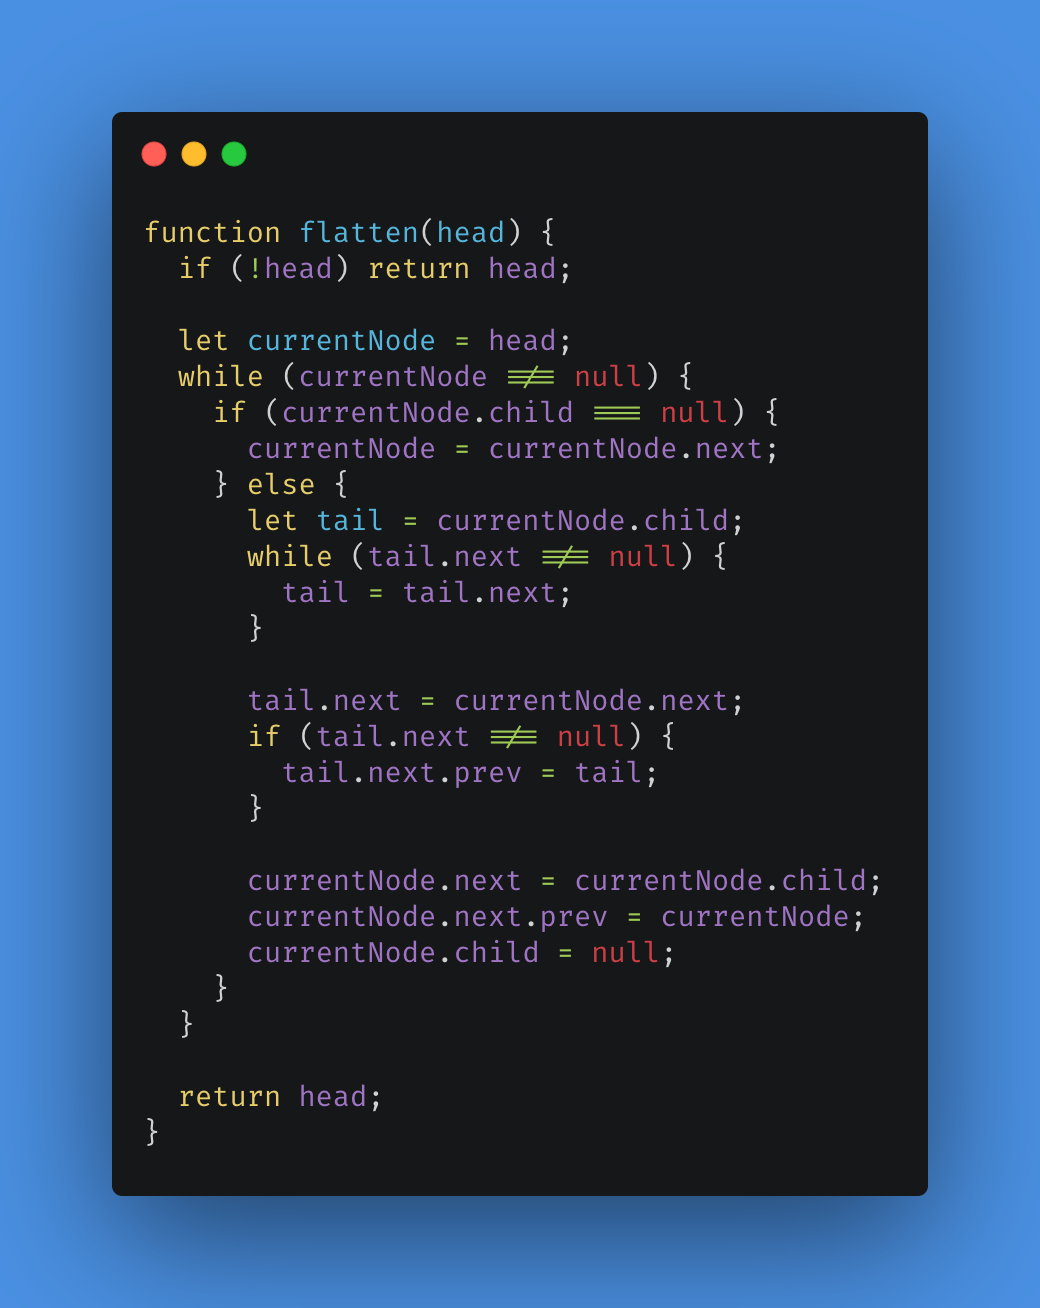 function flatten(head) {
  if (!head) return head;

  let currentNode = head;
  while (currentNode !== null) {
    if (currentNode.child === null) {
      currentNode = currentNode.next;
    } else {
      let tail = currentNode.child;
      while (tail.next !== null) {
        tail = tail.next;
      }

      tail.next = currentNode.next;
      if (tail.next !== null) {
        tail.next.prev = tail;
      }

      currentNode.next = currentNode.child;
      currentNode.next.prev = currentNode;
      currentNode.child = null;
    }
  }

  return head;
}